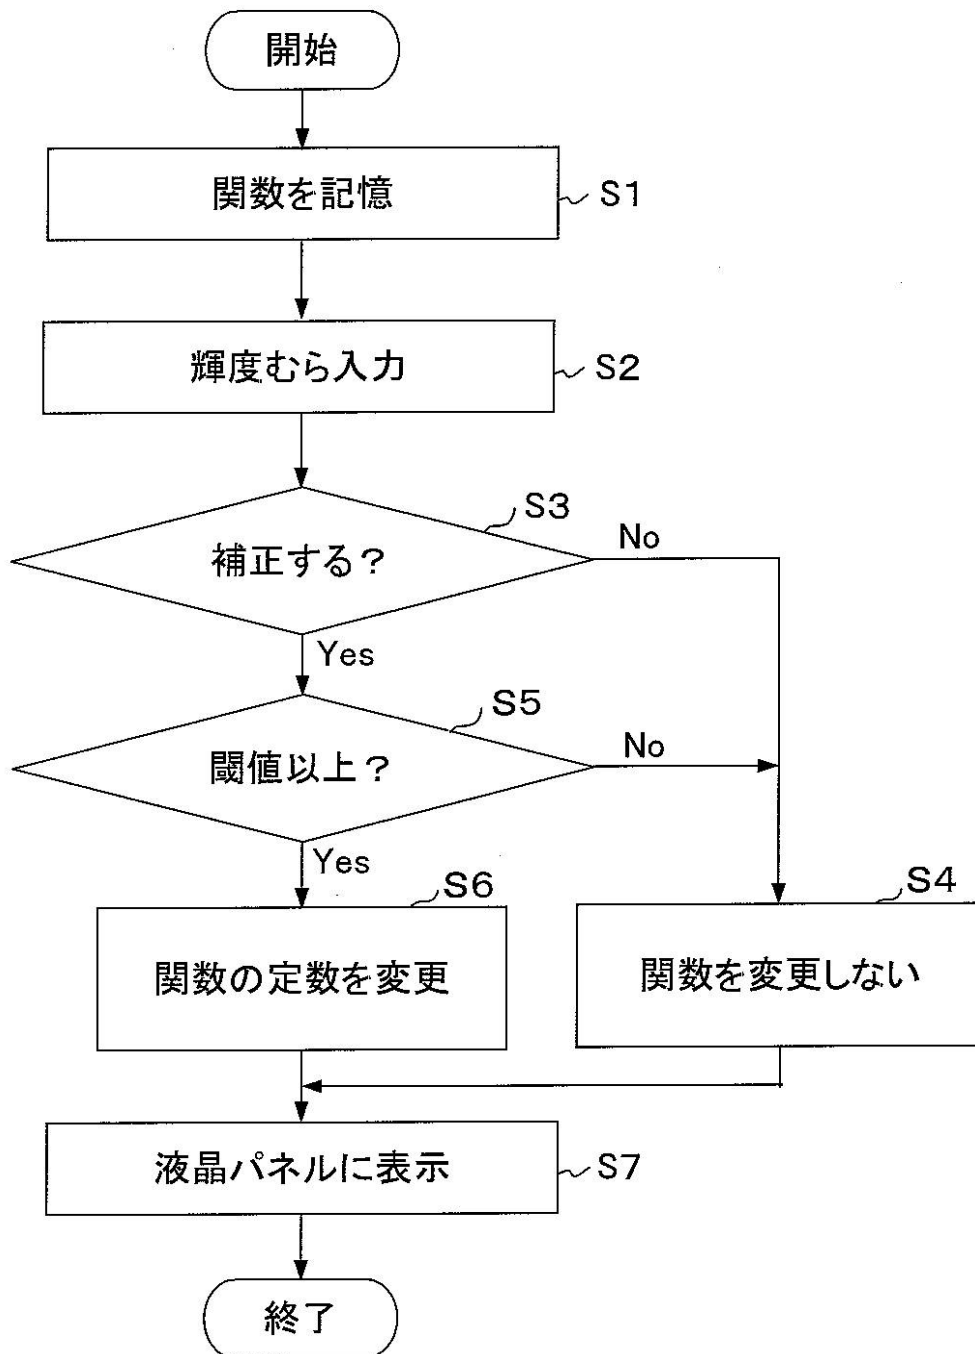 開始
関数を記憶
S1
輝度むら入力
S2
S3
補正する?
No
Yes
S5
閾値以上?
No
Yes
S6
S4
関数の定数を変更
関数を変更しない
液晶パネルに表示
S7
終了